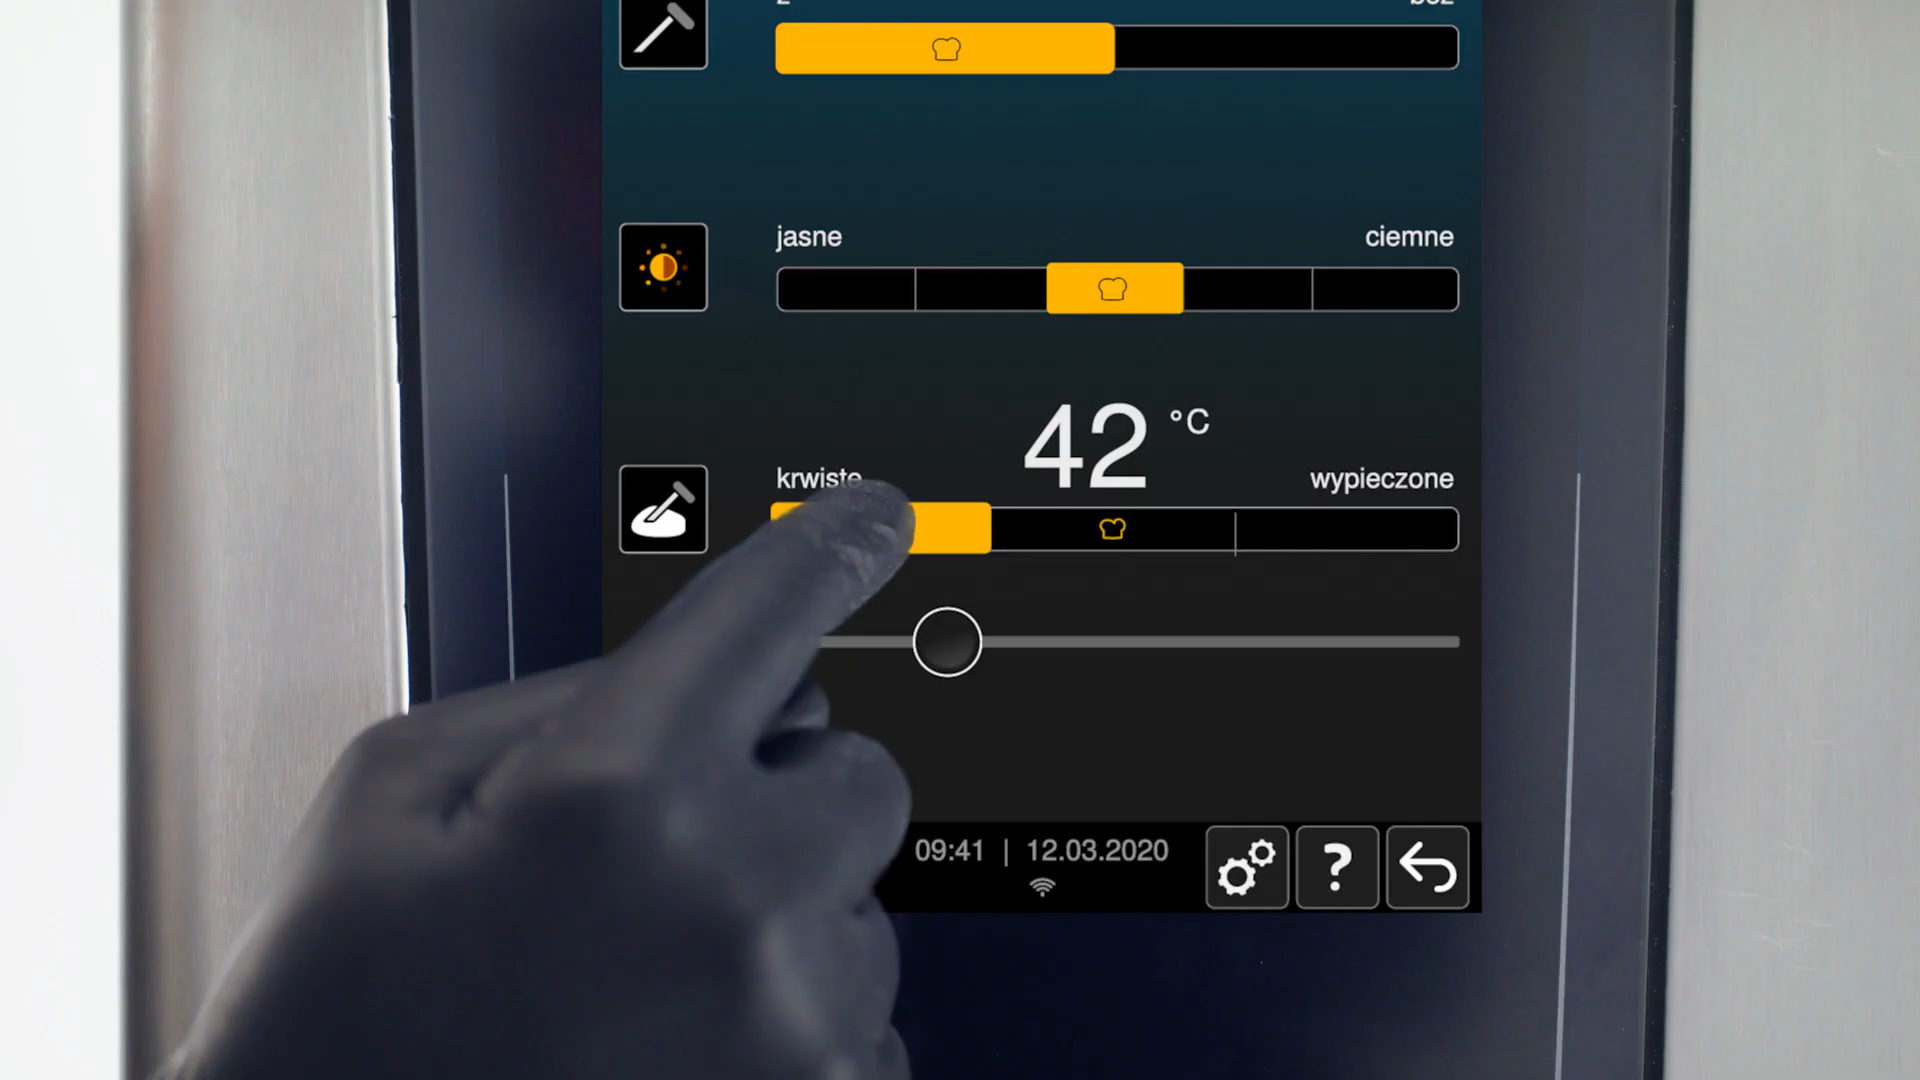 jasne ciemne
42 °C
krwiste wypieczone
09:41 | 12.03.2020
?